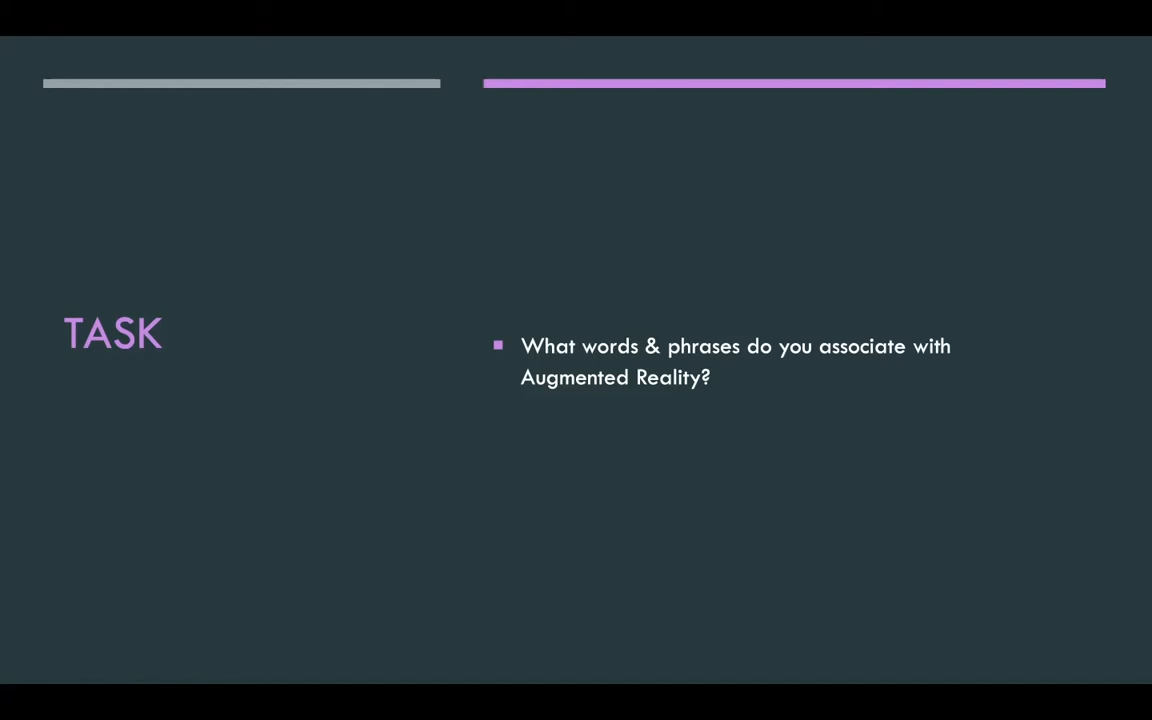 TASK
What words & phrases do you associate with
Augmented Reality?